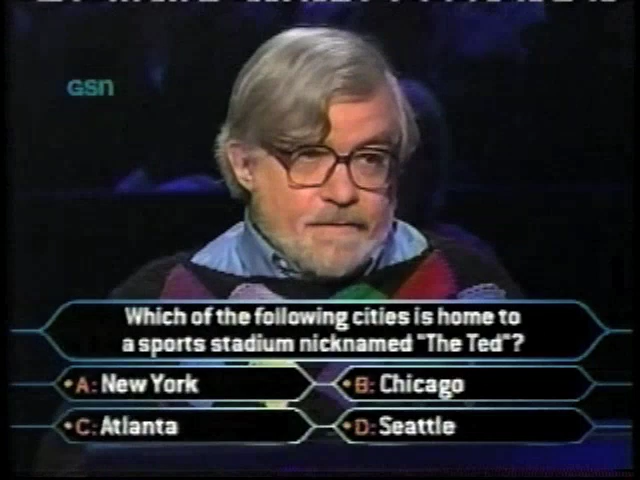 GSN
Which of the following cities is home to
a sports stadium nicknamed "The Ted"?
A: New York
B: Chicago
C: Atlanta
D: Seattle